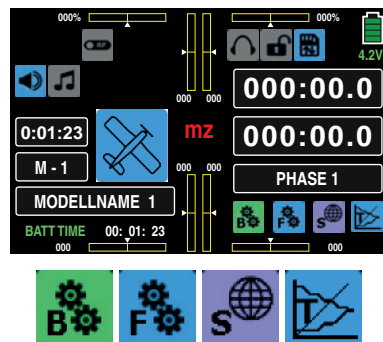 000% 000%
4.2V
000 000
000:00.0
0:01:23 mz 000:00.0
M - 1 000 000 PHASE 1
MODELLNAME 1
B F S T
BATT TIME 00: 01: 23
000 000
B F S T